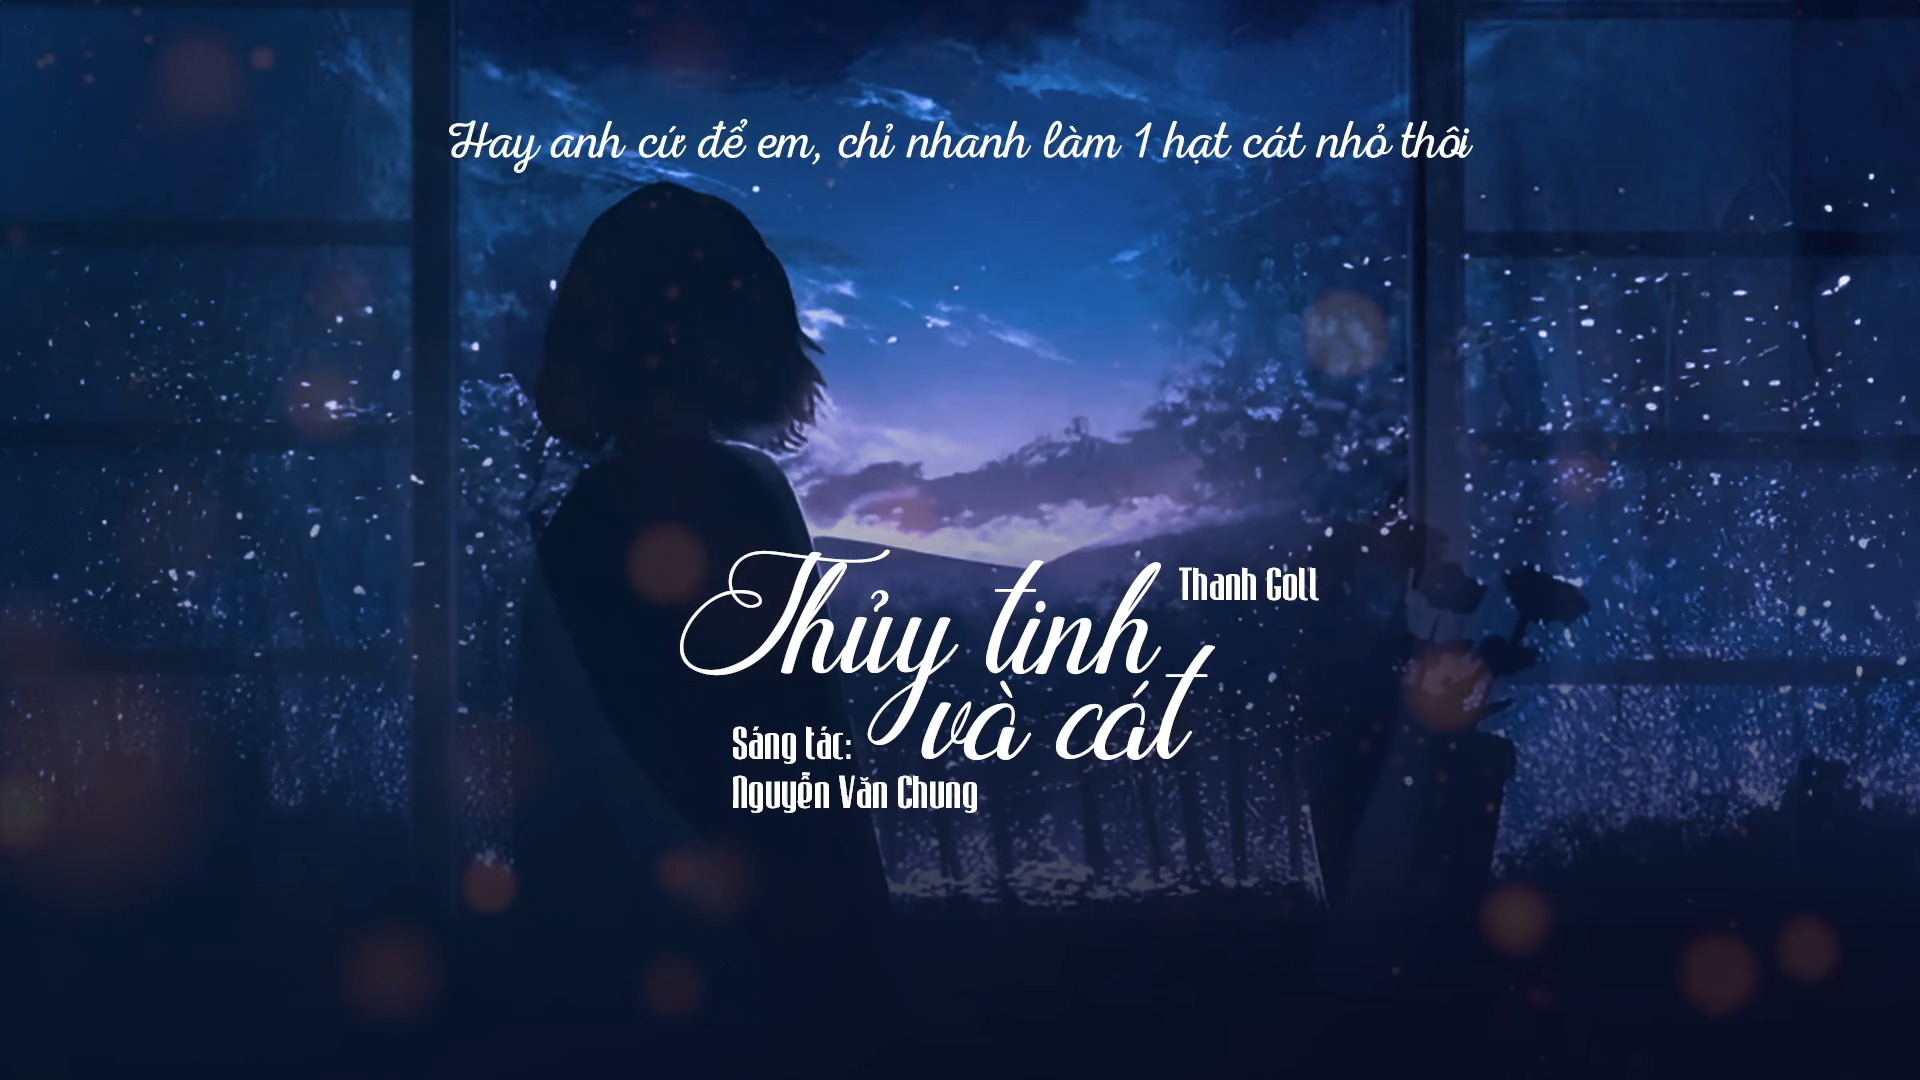 Hay anh cứ để em, chỉ nhanh làm 1 hạt cát nhỏ thôi
Thủy tinh
Thanh Goll
và cát
Sáng tác:
Nguyễn Văn Chung